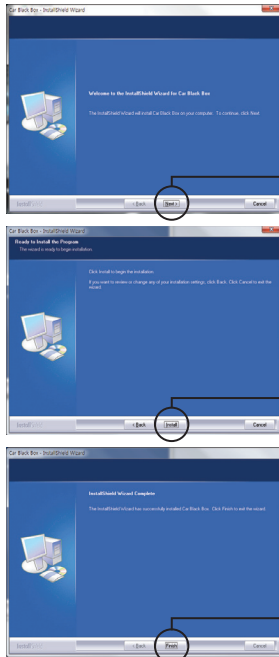 Car Black Box - InstallShield Wizard
Welcome to the InstallShield Wizard for Car Black Box
The InstallShield Wizard will install Car Black Box on your computer. To continue, click Next
InstallShield
< Back
Next >
Cancel
Car Black Box - InstallShield Wizard
Ready to Install the Program
The wizard is ready to begin installation.
Click Install to begin the installation.
If you want to review or change any of your installation settings, click Back. Click Cancel to exit the
wizard.
InstallShield
< Back
Install
Cancel
Car Black Box - InstallShield Wizard
InstallShield Wizard Complete
The InstallShield Wizard has successfully installed Car Black Box. Click Finish to exit the wizard.
InstallShield
< Back
Finish
Cancel